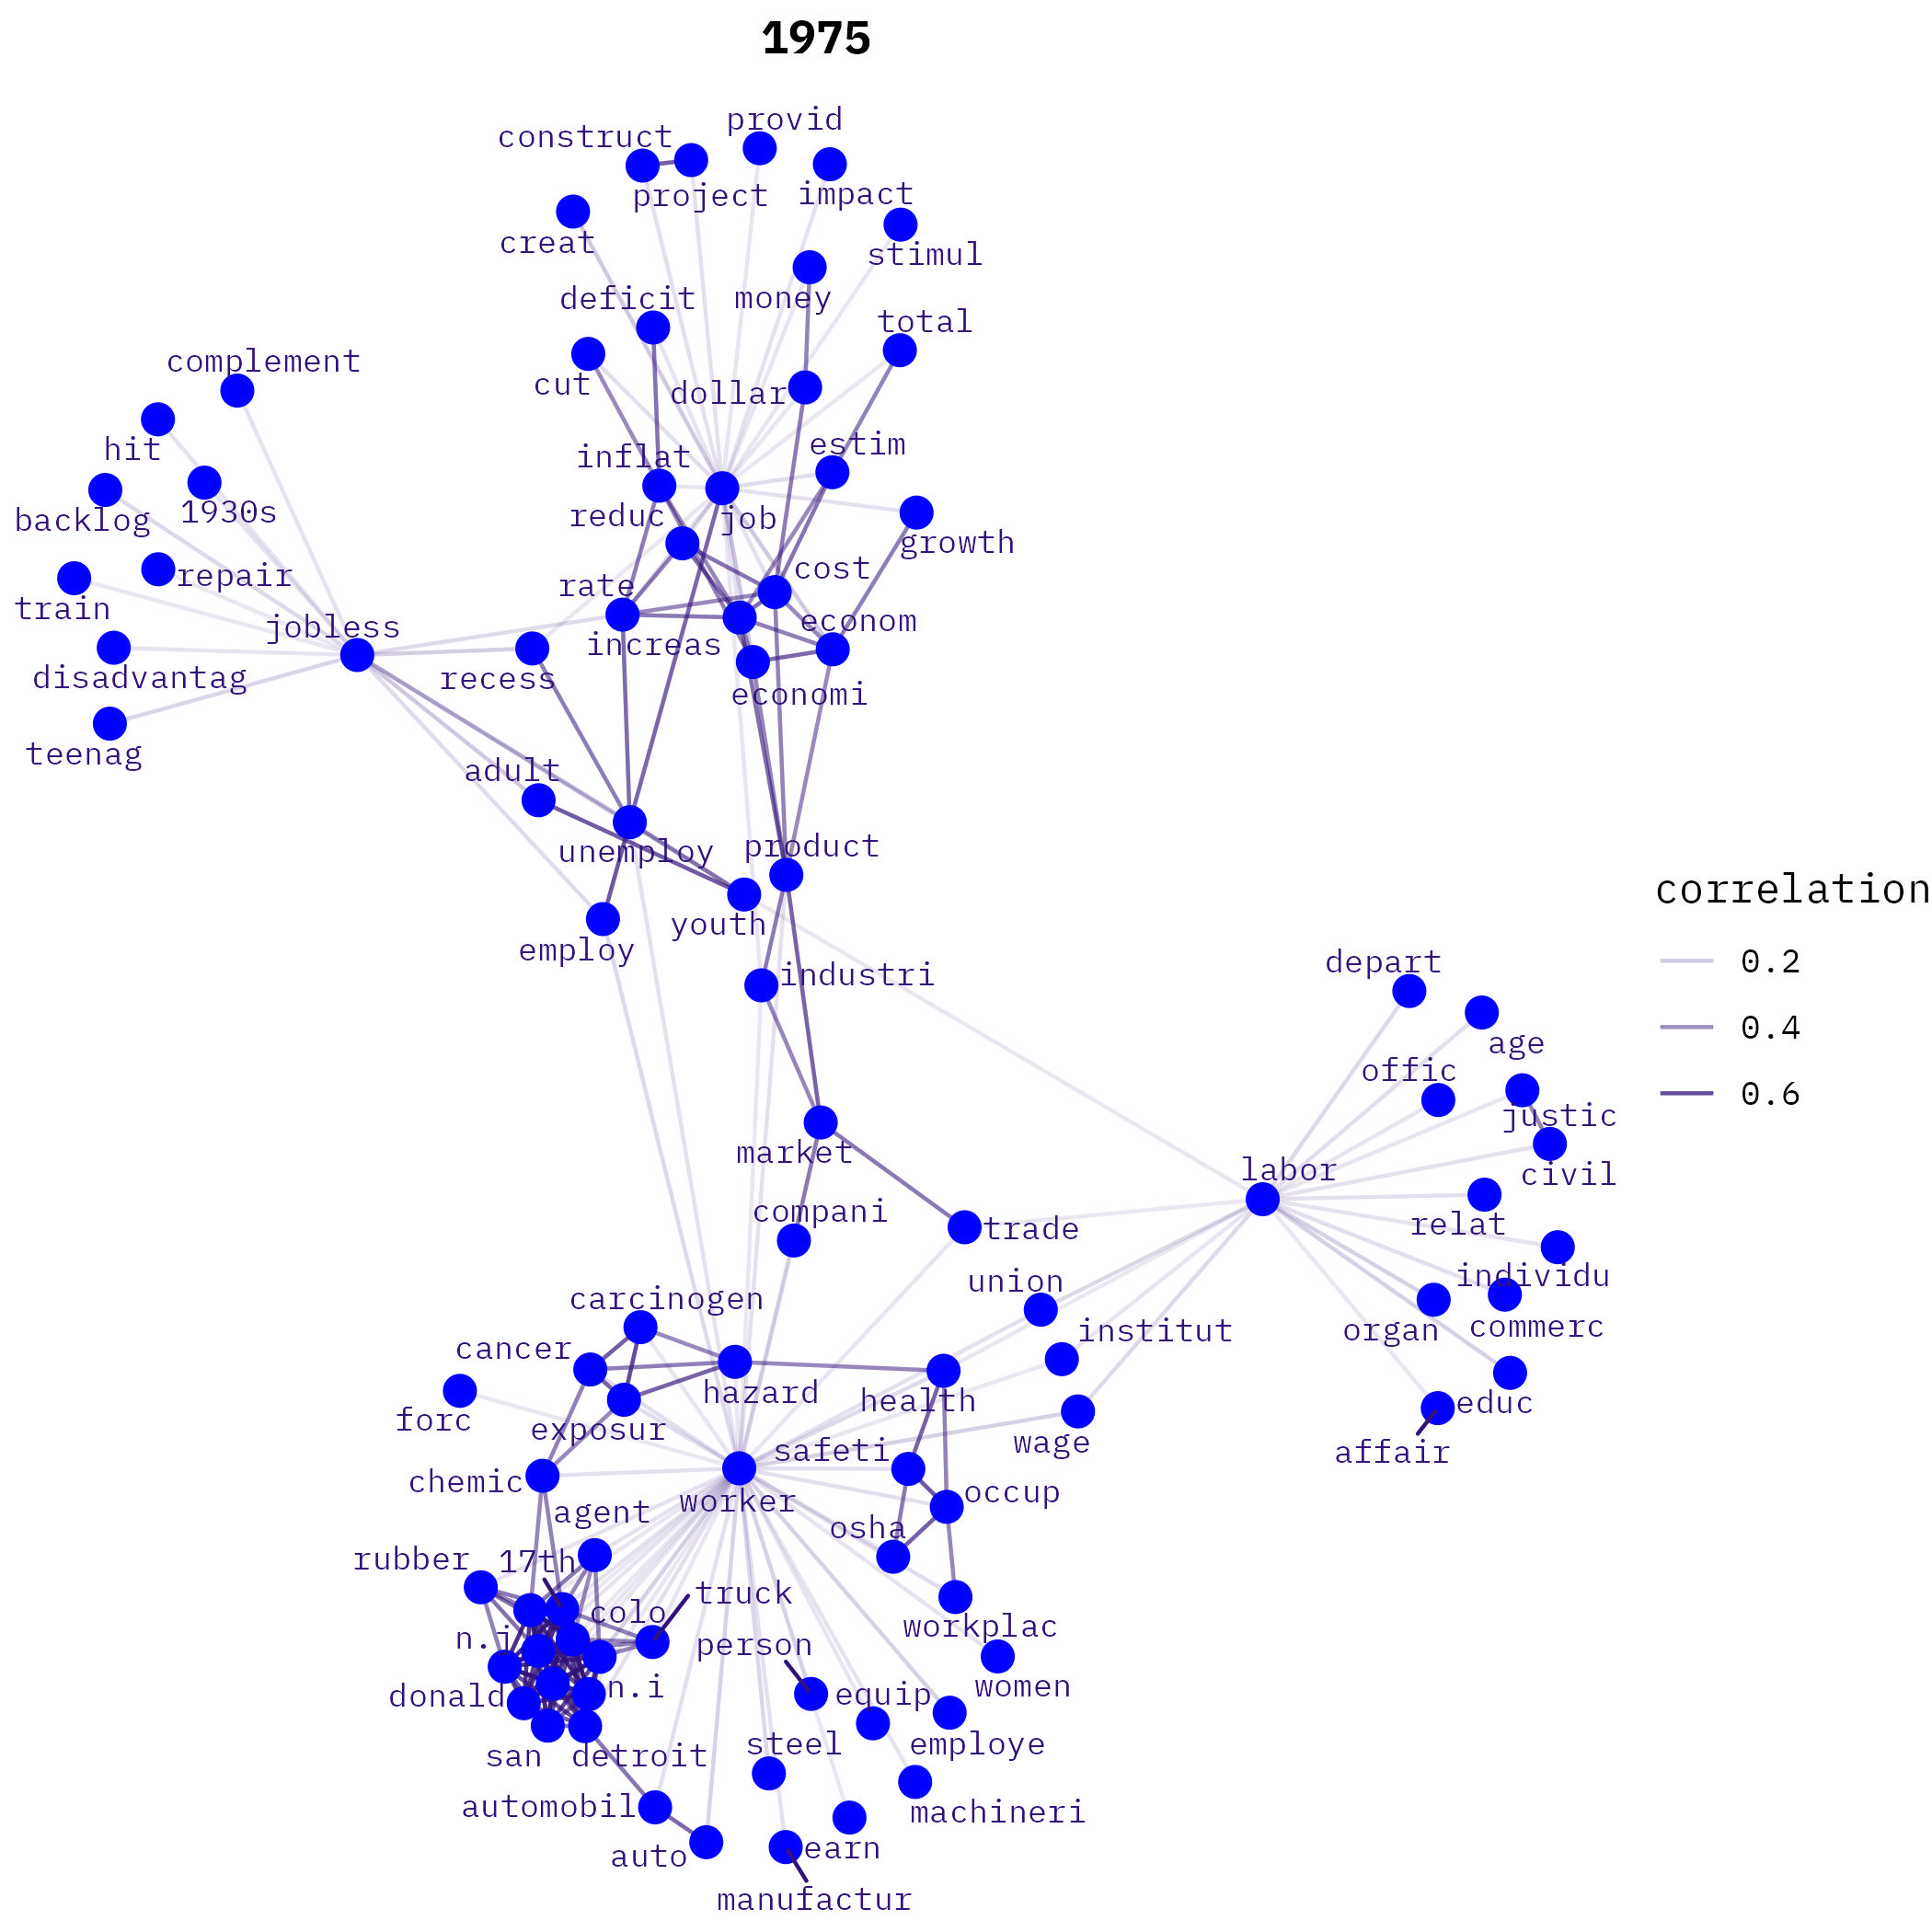 1975
provid
construct
project
impact
creat
stimul
deficit
money
total
complement
cut
dollar
hit
inflat
estim
backlog
1930s
reduc
job
growth
repair
rate
cost
train
jobless
increas
econom
disadvantag
recess
economi
teenag
adult
unemploy
product
correlation
youth
employ
industri
depart
0.2
0.4
0.6
age
offic
justic
market
labor
civil
compani
trade
relat
union
individu
carcinogen
institut
organ
commerc
cancer
hazard
health
educ
forc
exposur
safeti
wage
affair
chemic
worker
occup
agent
osha
rubber
17th
truck
colo
workplac
n.j
person
women
donald
n.i
equip
san
detroit
steel
employe
automobil
machineri
auto
earn
manufactur